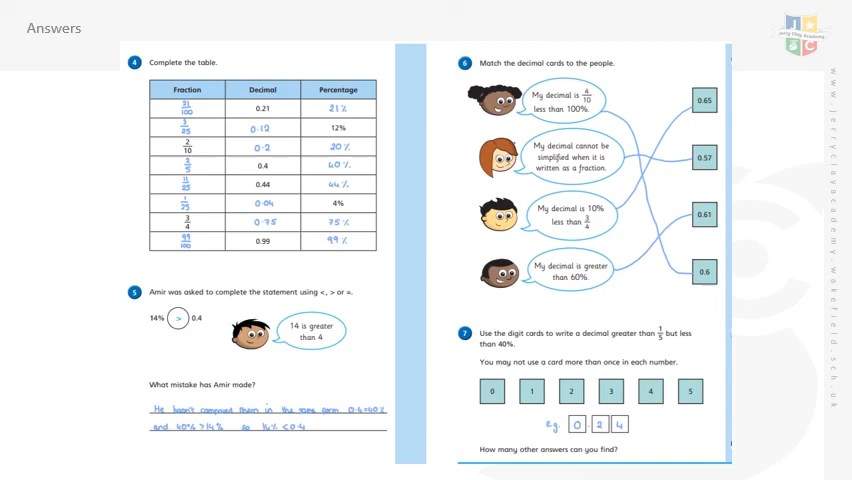 Answers
Jerry Clay Academy
J
C
www.jerryclayacademy.wakefield.sch.uk
4 Complete the table.
Fraction Decimal Percentage
21/100 0.21 21%
3/25 0.12 12%
2/10 0.2 20%
2/5 0.4 40%
11/25 0.44 44%
1/25 0.04 4%
3/4 0.75 75%
99/100 0.99 99%
5 Amir was asked to complete the statement using <, > or =.
14% > 0.4
14 is greater
than 4
What mistake has Amir made?
He hasn't compared them in the same form 0.4=40%
and 40% > 14% so 14% < 0.4
6 Match the decimal cards to the people.
My decimal is 4/10
less than 100%.
0.65
My decimal cannot be
simplified when it is
written as a fraction.
0.57
My decimal is 10%
less than 3/4
0.61
My decimal is greater
than 60%.
0.6
7 Use the digit cards to write a decimal greater than 1/5 but less
than 40%.
You may not use a card more than once in each number.
0 1 2 3 4 5
eg. 0.24
How many other answers can you find?